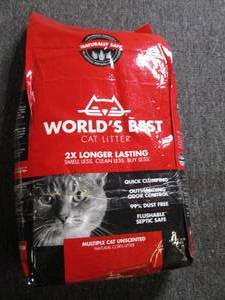 NATURALLY SAFE
WORLD'S BEST
CAT LITTER
2X LONGER LASTING
SMELL LESS. CLEAN LESS. BUY LESS.
QUICK CLUMPING
OUTSTANDING
ODOR CONTROL
99% DUST FREE
FLUSHABLE
SEPTIC SAFE
MULTIPLE CAT UNSCENTED
NATURAL CORN LITTER